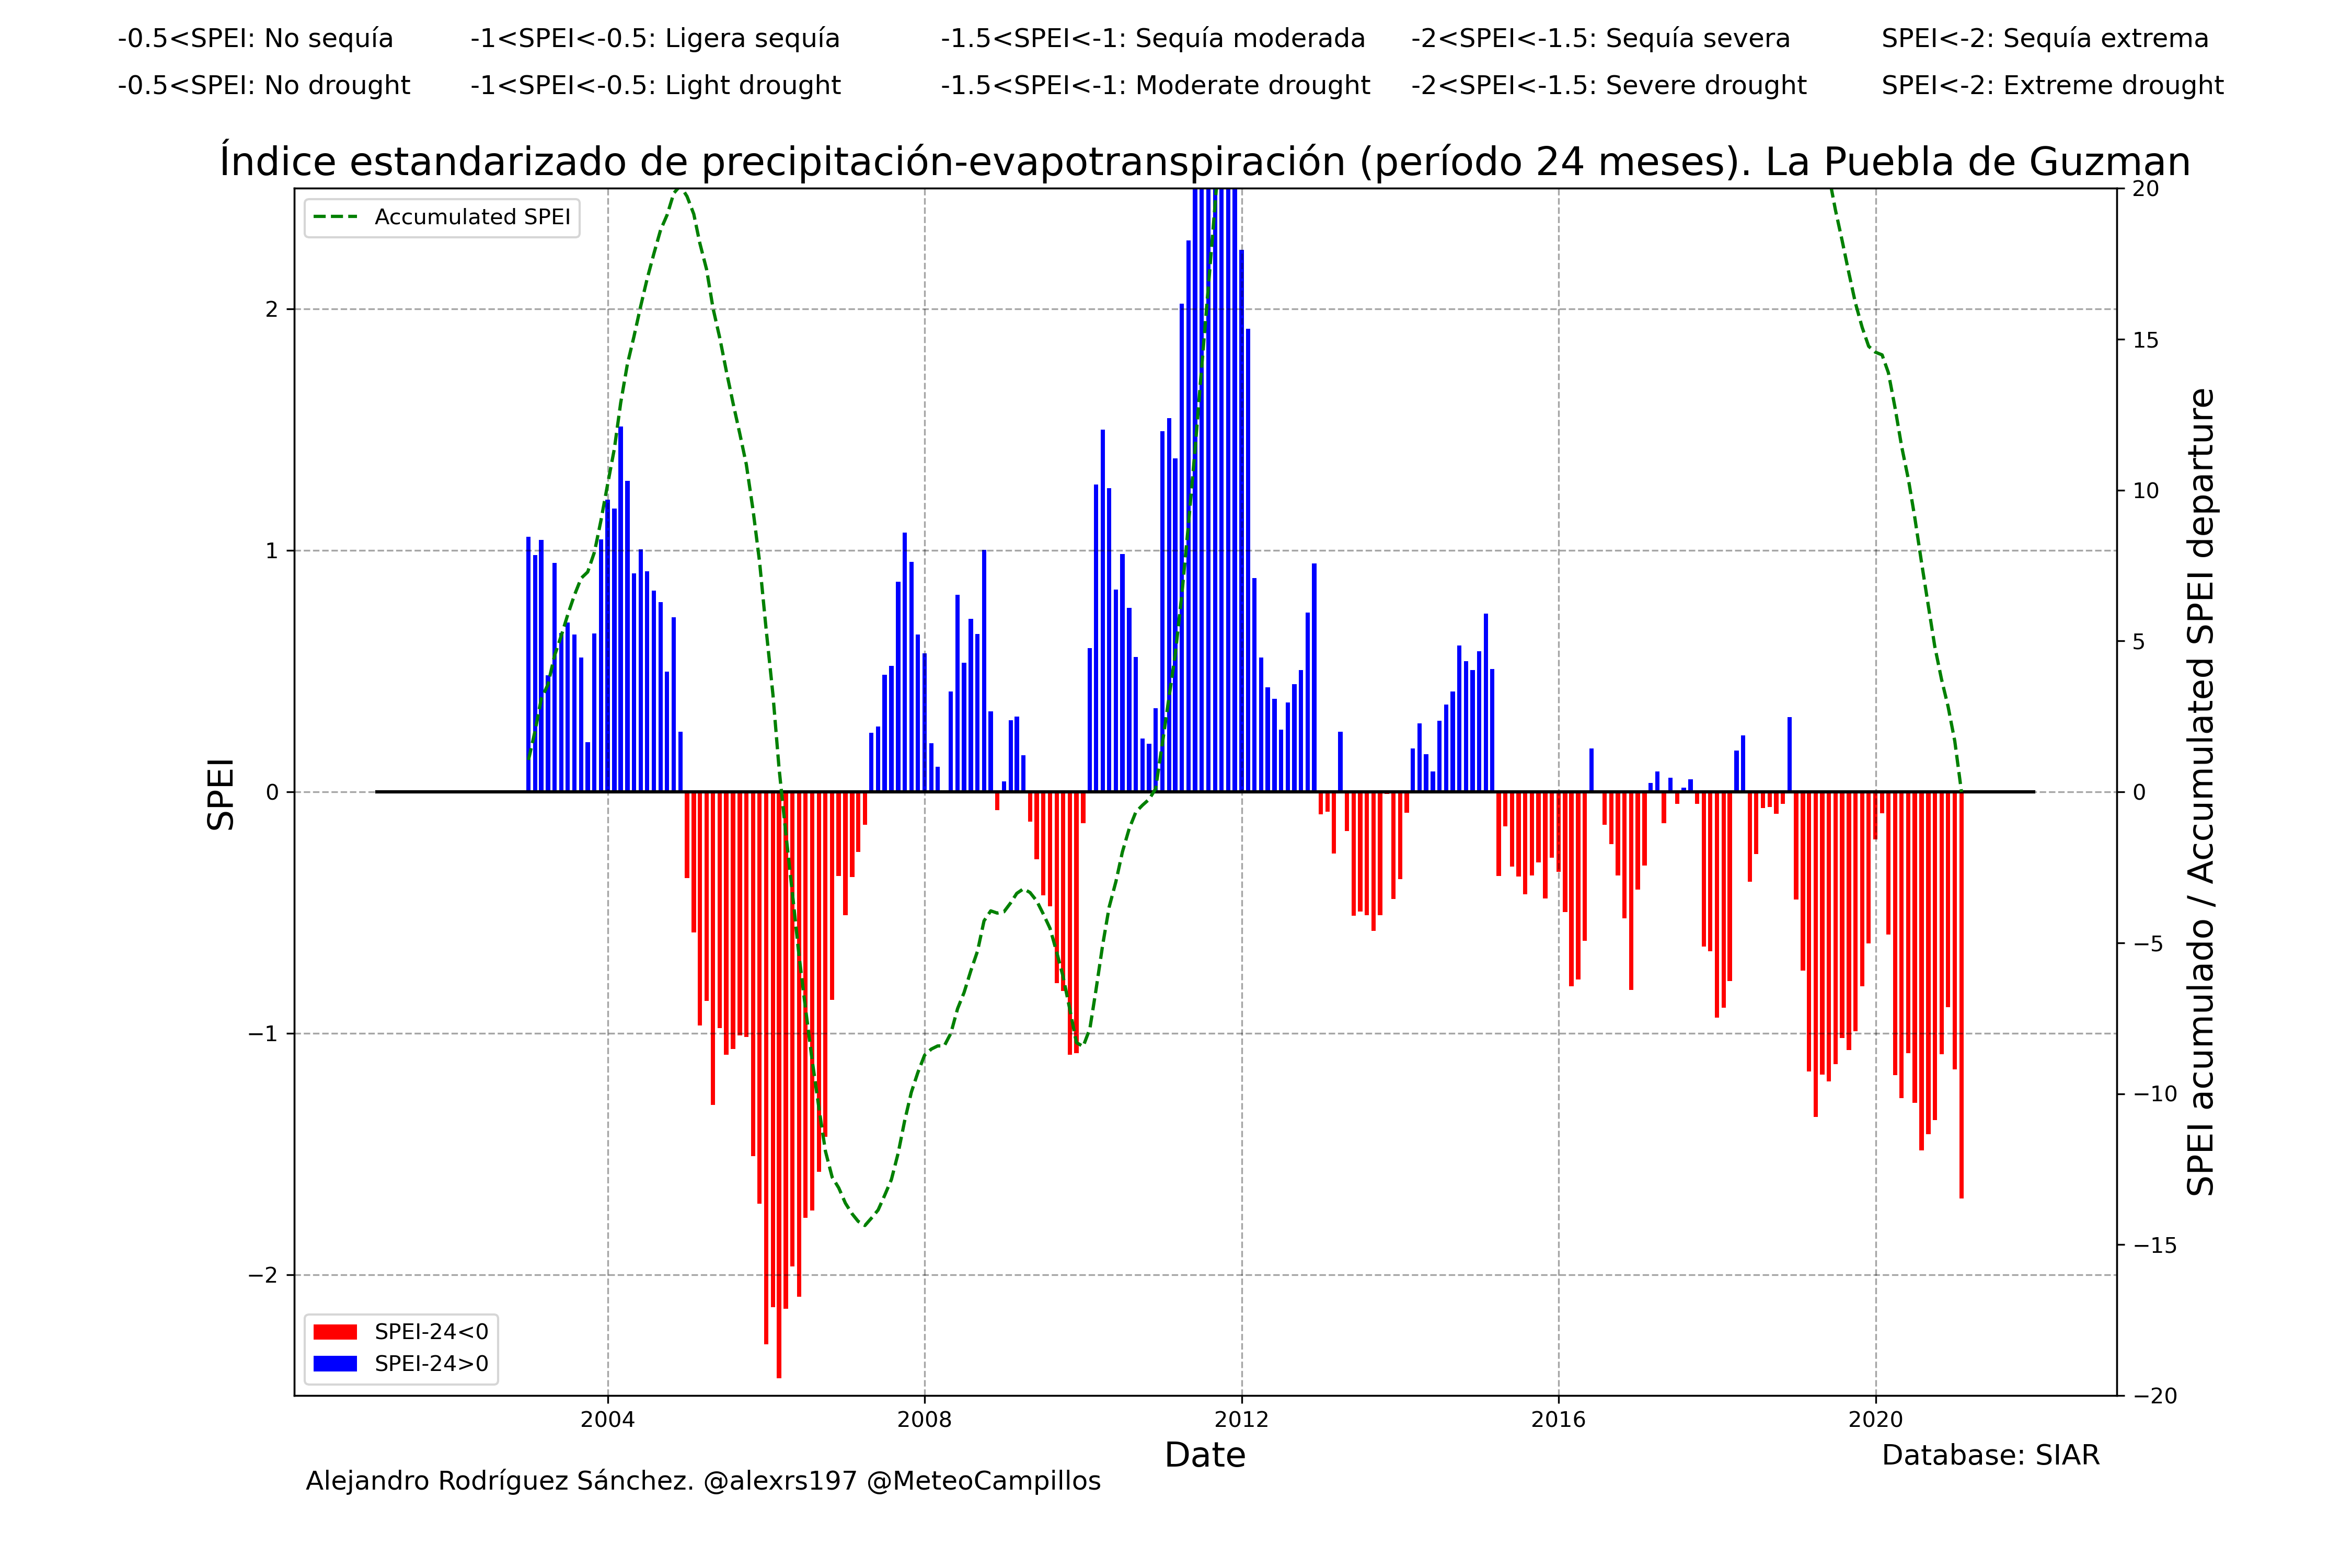 -0.5<SPEI: No sequía -1<SPEI<-0.5: Ligera sequía -1.5<SPEI<-1: Sequía moderada -2<SPEI<-1.5: Sequía severa SPEI<-2: Sequía extrema
-0.5<SPEI: No drought -1<SPEI<-0.5: Light drought -1.5<SPEI<-1: Moderate drought -2<SPEI<-1.5: Severe drought SPEI<-2: Extreme drought
Índice estandarizado de precipitación-evapotranspiración (período 24 meses). La Puebla de Guzman
Accumulated SPEI
SPEI
2
1
0
−1
−2
20
15
10
5
0
−5
−10
−15
−20
SPEI acumulado / Accumulated SPEI departure
SPEI-24<0
SPEI-24>0
2004 2008 2012 2016 2020
Date
Database: SIAR
Alejandro Rodríguez Sánchez. @alexrs197 @MeteoCampillos